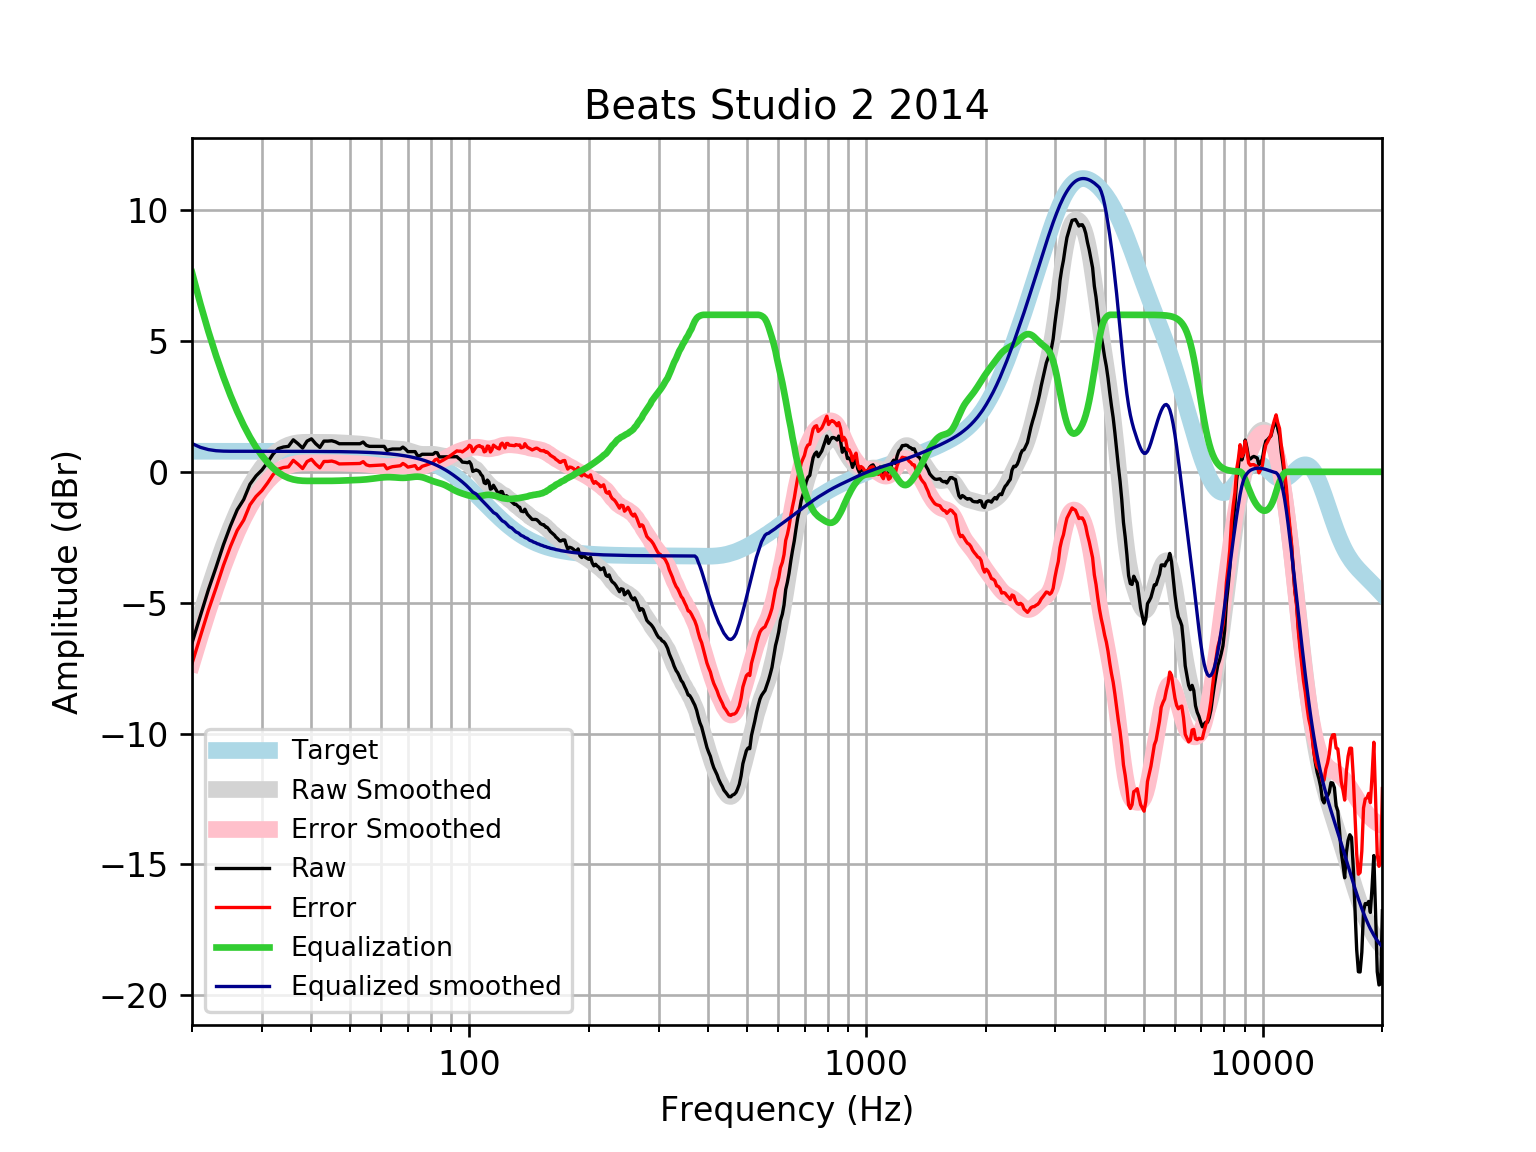 Beats Studio 2 2014
Amplitude (dBr)
10
5
0
−5
−10
−15
−20
Target
Raw Smoothed
Error Smoothed
Raw
Error
Equalization
Equalized smoothed
100
1000
10000
Frequency (Hz)